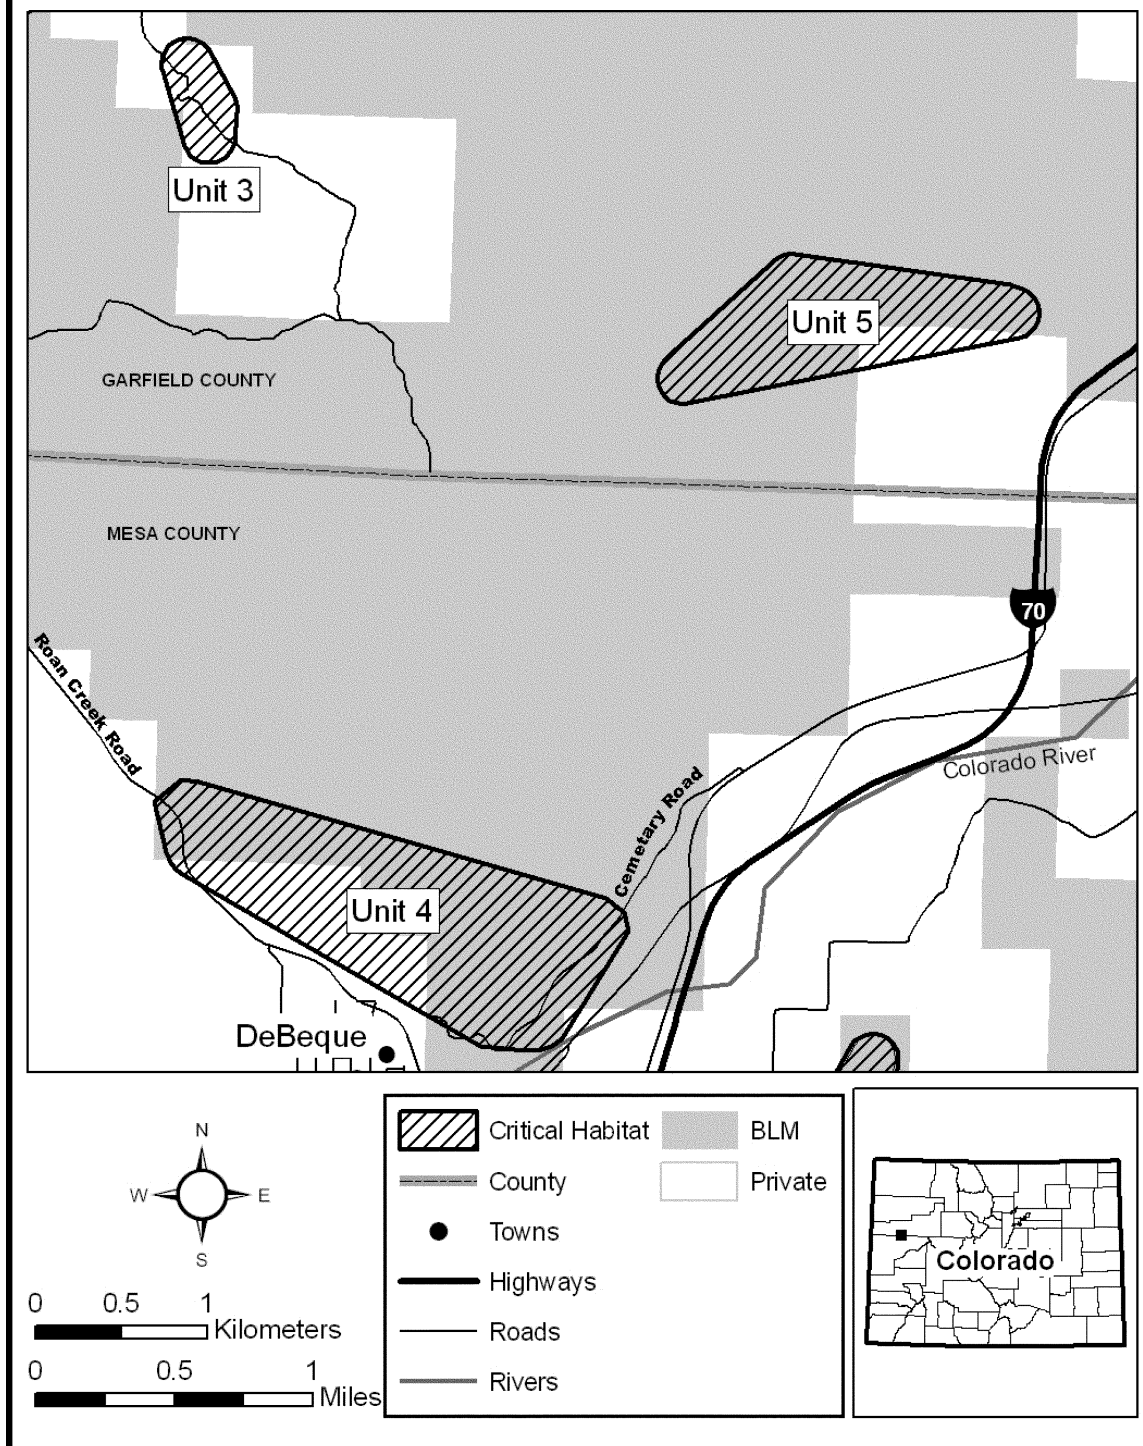 Unit 3
Unit 5
GARFIELD COUNTY
MESA COUNTY
70
Roan Creek Road
Colorado River
Cemetary Road
Unit 4
DeBeque
N
W E
S
0 0.5 1
Kilometers
0 0.5 1
Miles
Critical Habitat BLM
County Private
Towns
Highways
Roads
Rivers
Colorado